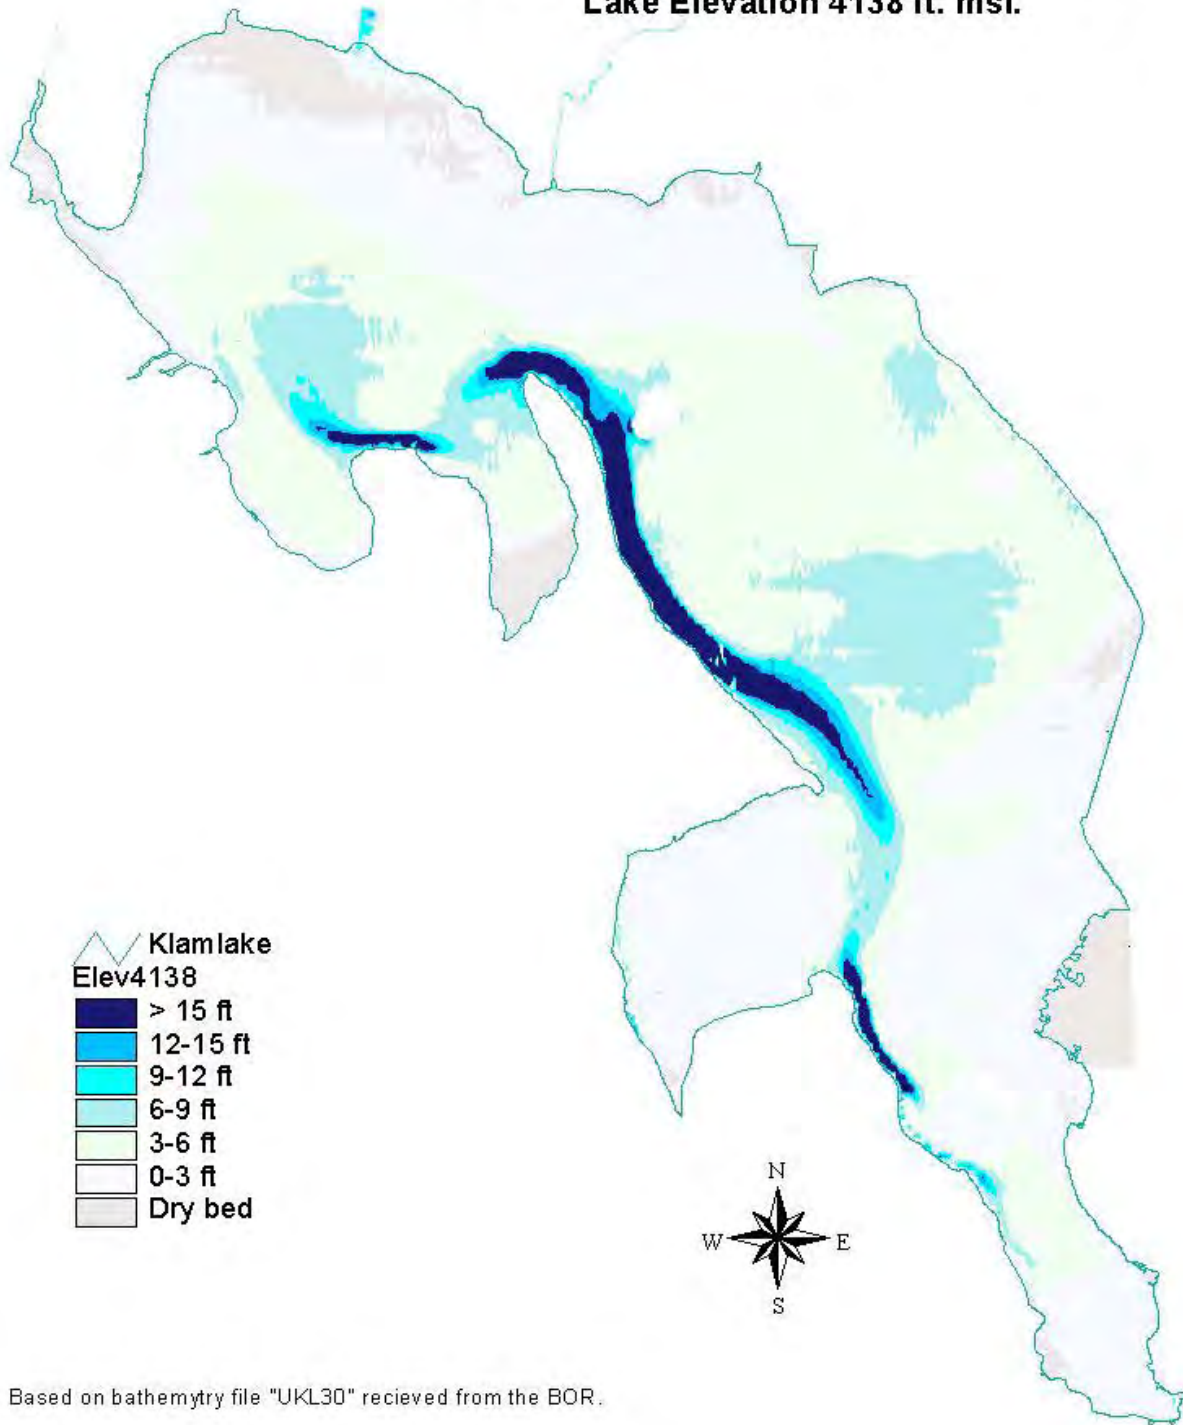 Lake Elevation 4138 ft. msl.
Klamlake
Elev4138
> 15 ft
12-15 ft
9-12 ft
6-9 ft
3-6 ft
0-3 ft
Dry bed
N
W E
S
Based on bathemytry file "UKL30" recieved from the BOR.